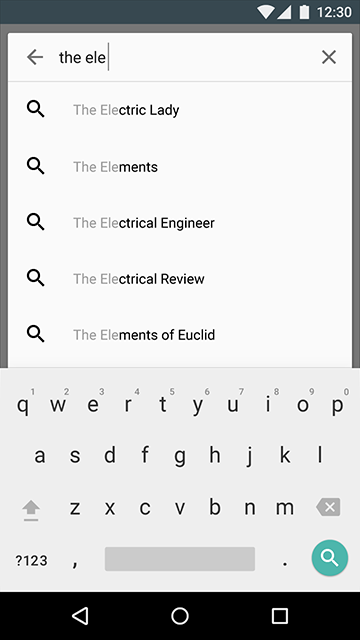 12:30
the ele
The Electric Lady
The Elements
The Electrical Engineer
The Electrical Review
The Elements of Euclid
1 2 3 4 5 6 7 8 9 0
q w e r t y u i o p
a s d f g h j k l
z x c v b n m
?123 , .